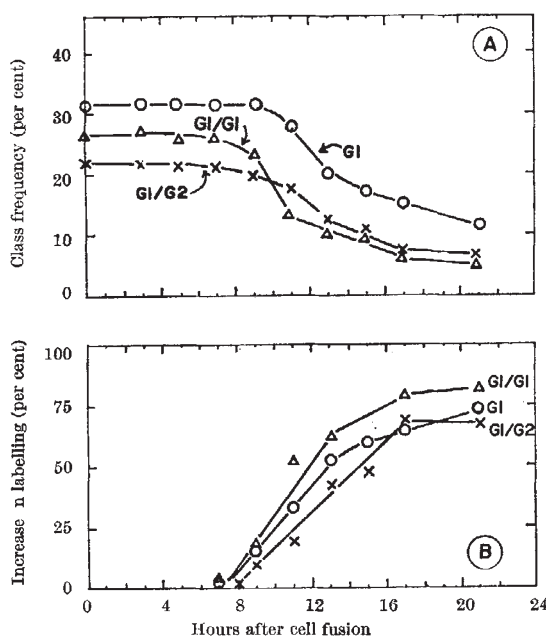 A
Class frequency (per cent)
40
30
20
10
0
G1/G1
G1
G1/G2
B
Increase n labelling (per cent)
100
75
50
25
0
G1/G1
G1
G1/G2
0
4
8
12
16
20
24
Hours after cell fusion